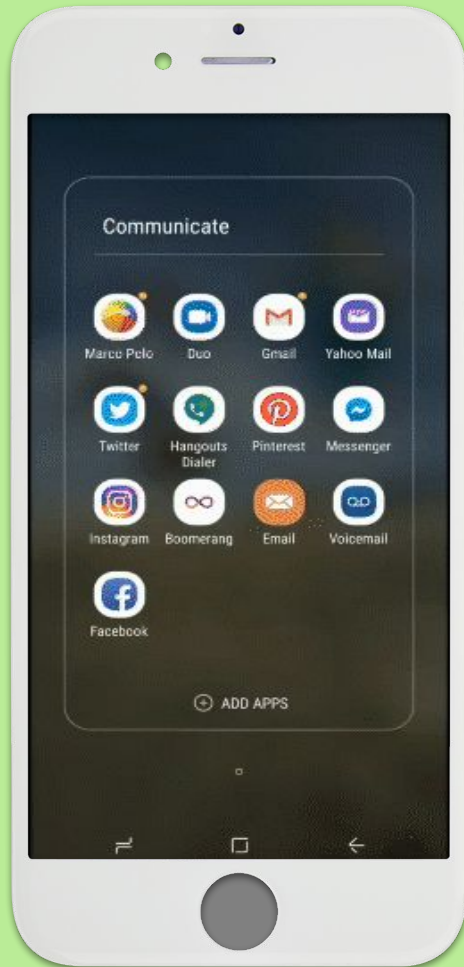 Communicate
Marco Polo
Duo
Gmail
Yahoo Mail
Twitter
Hangouts
Dialer
Pinterest
Messenger
Instagram
Boomerang
Email
Voicemail
Facebook
ADD APPS